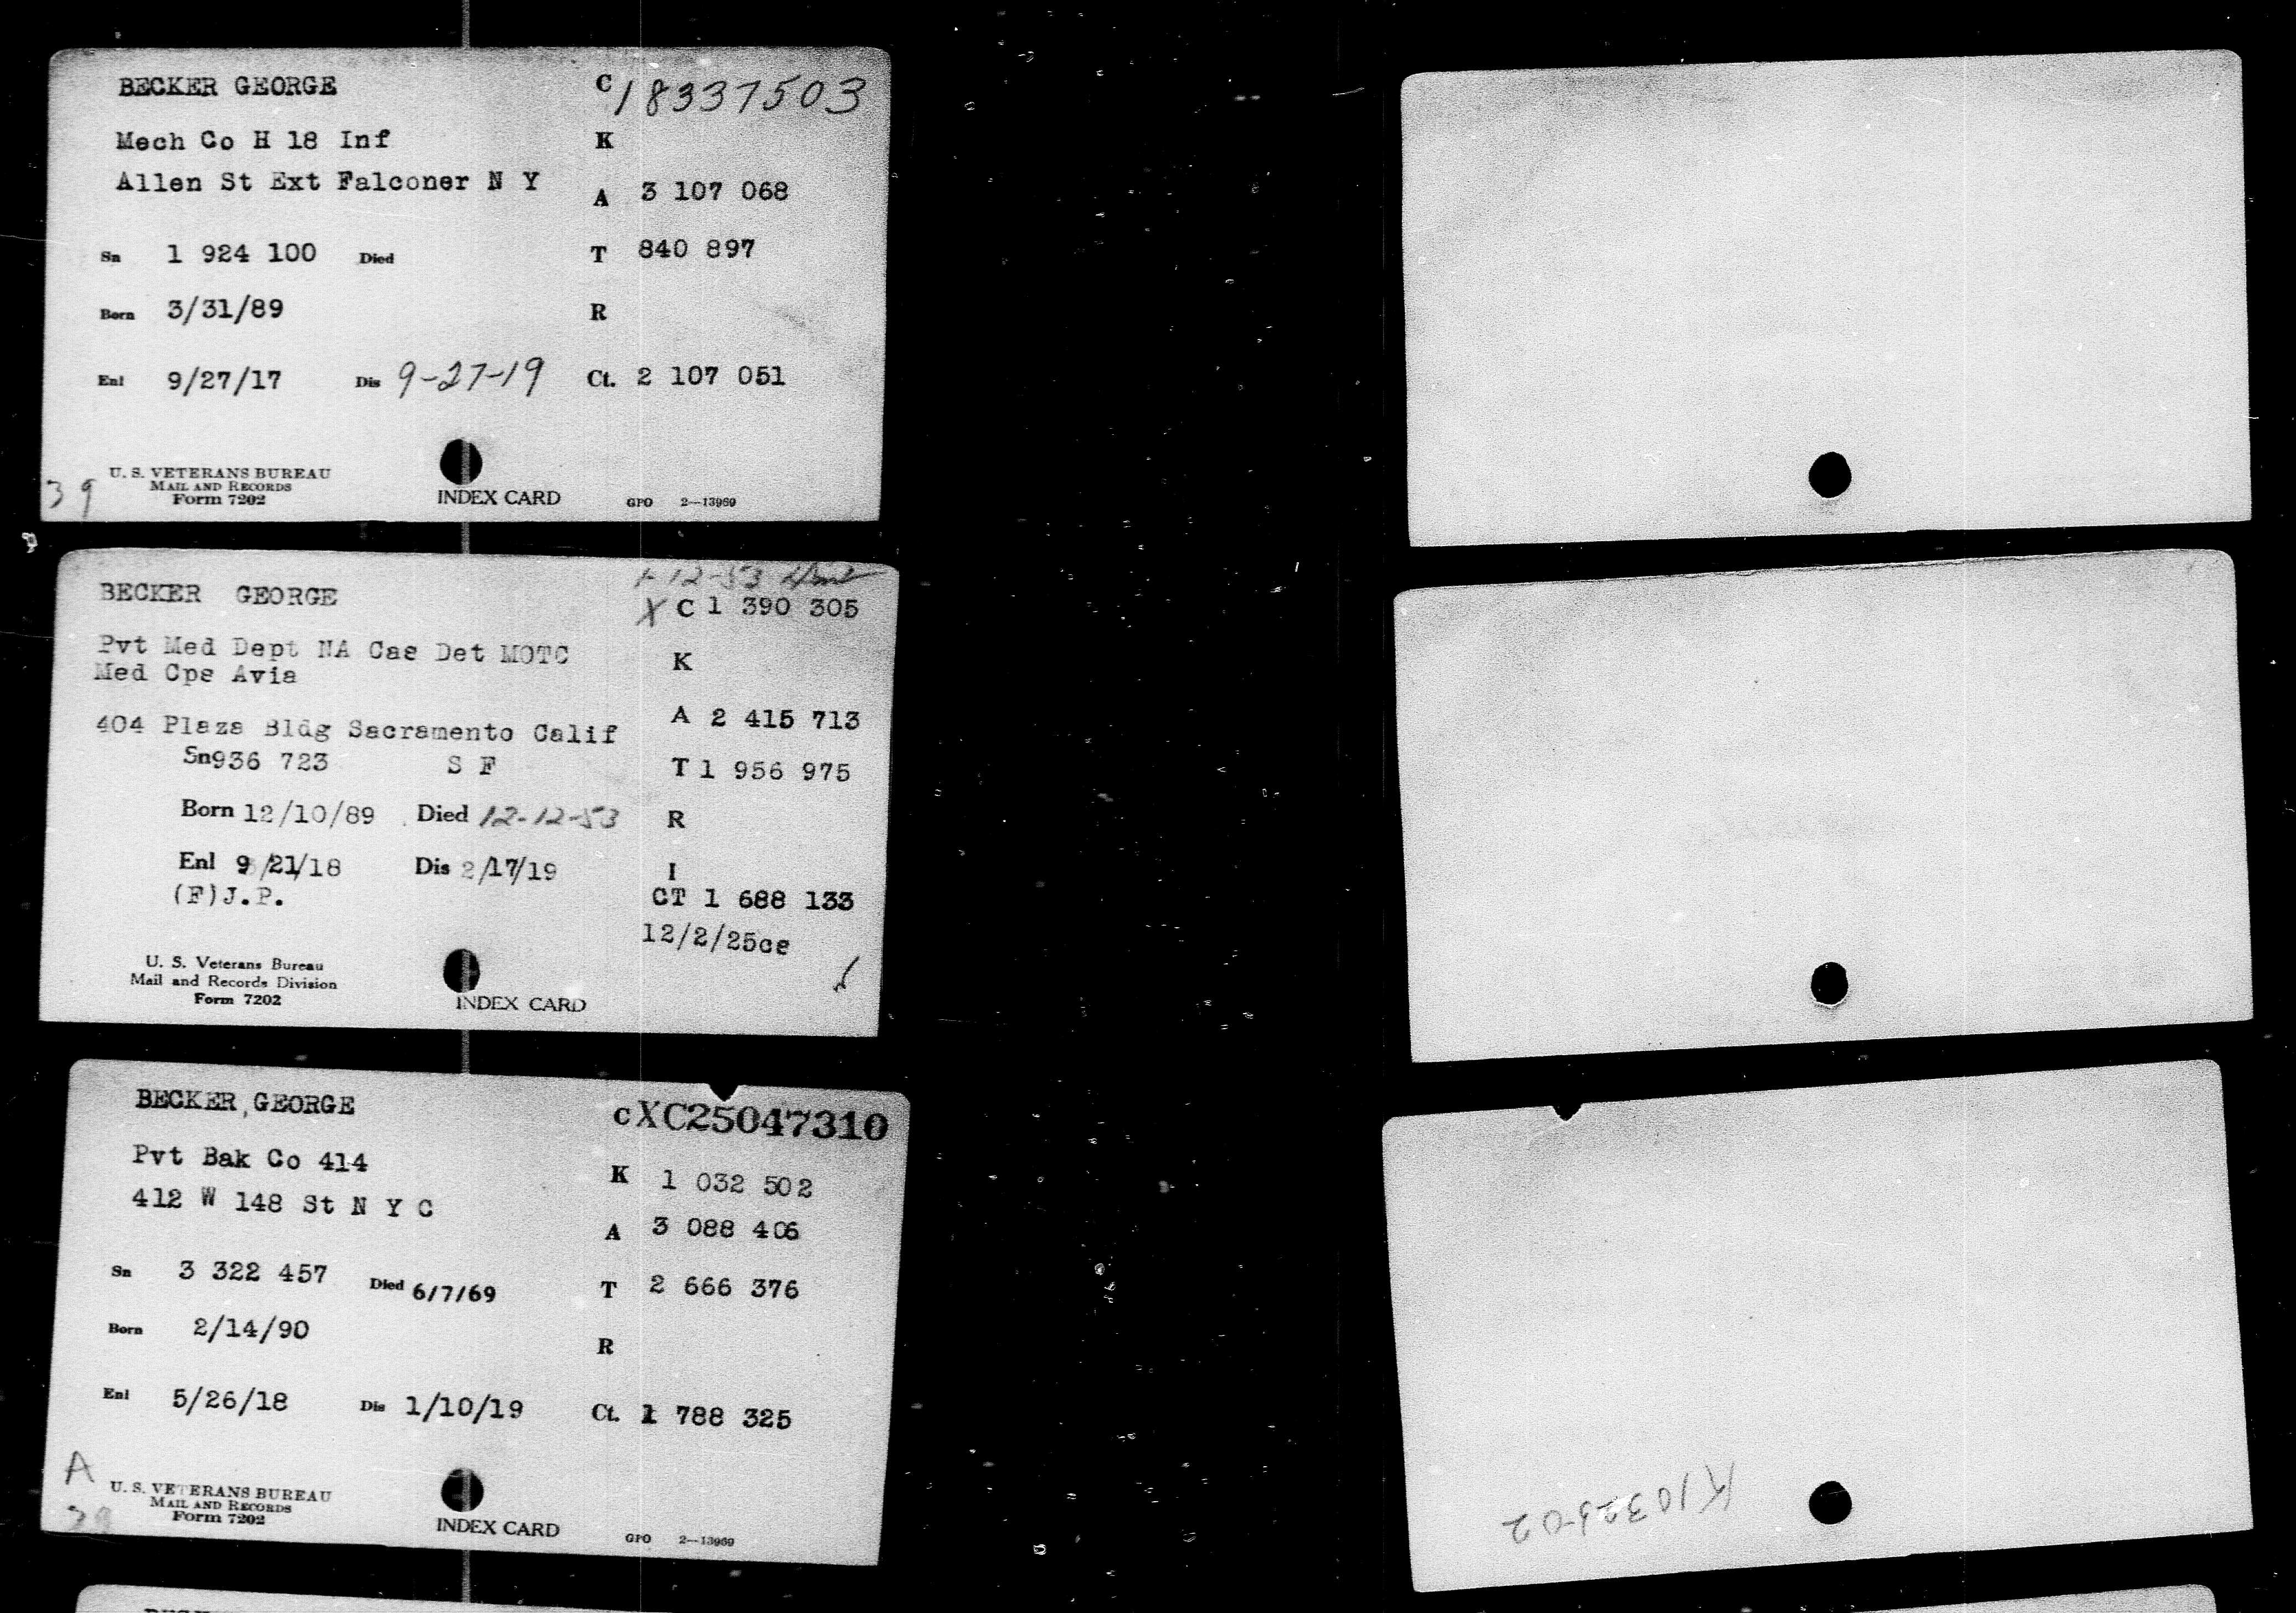 BECKER GEORGE
C 18337503
Mech Co H 18 Inf
K
Allen St Ext Falconer N Y
A 3 107 068
Sn 1 924 100 Died
T 840 897
Born 3/31/89
R
Enl 9/27/17 Dis 9-27-19
Ct. 2 107 051
39
U. S. VETERANS BUREAU
MAIL AND RECORDS
Form 7202
INDEX CARD
GPO 2—13969
1-12-53
BECKER GEORGE
X C 1 390 305
Pvt Med Dept NA Cas Det MOTC
Med Cps Avia
K
404 Plaza Bldg Sacramento Calif
A 2 415 713
Sn 936 723 S F
T 1 956 975
Born 12/10/89 Died 12-12-53
R
Enl 9/21/18 Dis 2/17/19
I
(F)J.P.
CT 1 688 133
12/2/25ce
U. S. Veterans Bureau
Mail and Records Division
Form 7202
INDEX CARD
BECKER, GEORGE
cXC25047310
Pvt Bak Co 414
K 1 032 502
412 W 148 St N Y C
A 3 088 406
Sn 3 322 457 Died 6/7/69
T 2 666 376
Born 2/14/90
R
Enl 5/26/18 Dis 1/10/19
Ct. 1 788 325
A
39
U. S. VETERANS BUREAU
MAIL AND RECORDS
Form 7202
INDEX CARD
GPO 2—13969
K1032502